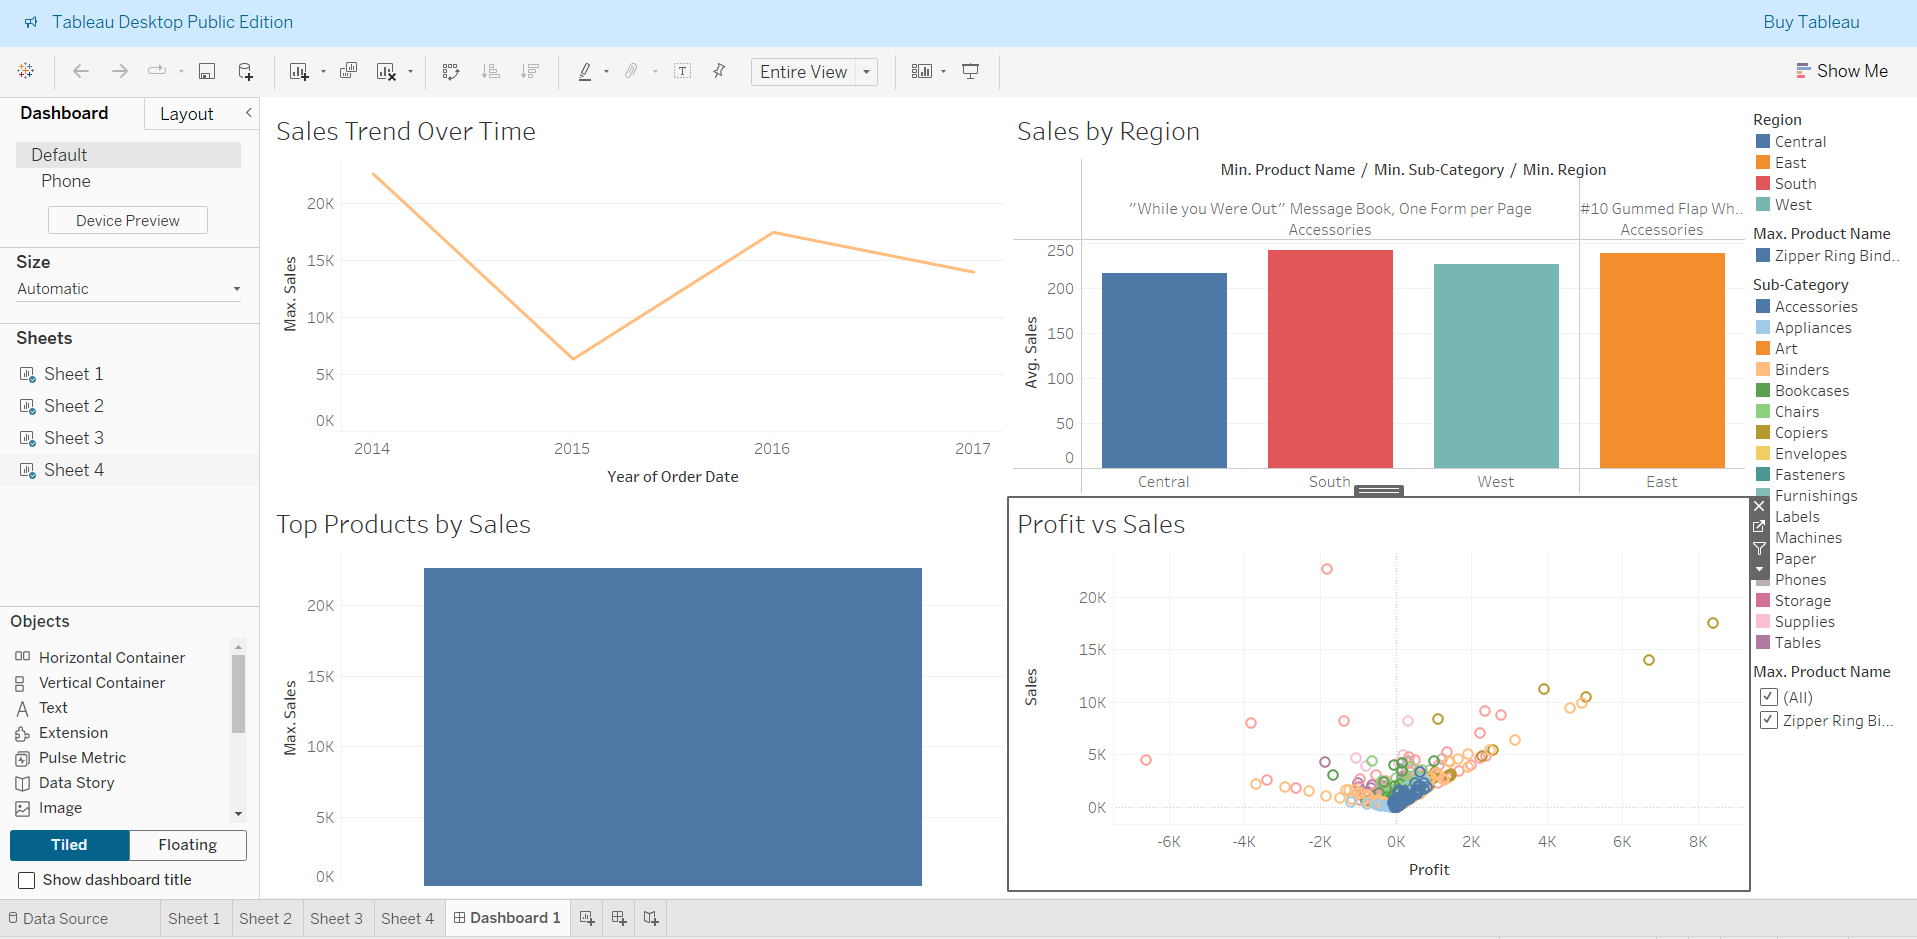 Tableau Desktop Public Edition
Buy Tableau
Entire View
Show Me
Dashboard
Layout
Default
Phone
Device Preview
Size
Automatic
Sheets
Sheet 1
Sheet 2
Sheet 3
Sheet 4
Objects
Horizontal Container
Vertical Container
Text
Extension
Pulse Metric
Data Story
Image
Tiled
Floating
Show dashboard title
Sales Trend Over Time
Max. Sales
20K
15K
10K
5K
0K
2014 2015 2016 2017
Year of Order Date
Sales by Region
Min. Product Name / Min. Sub-Category / Min. Region
"While you Were Out" Message Book, One Form per Page
Accessories
#10 Gummed Flap Wh..
Accessories
Avg. Sales
250
200
150
100
50
0
Central South West East
Top Products by Sales
Max. Sales
20K
15K
10K
5K
0K
Profit vs Sales
Sales
20K
15K
10K
5K
0K
-6K -4K -2K 0K 2K 4K 6K 8K
Profit
Region
Central
East
South
West
Max. Product Name
Zipper Ring Bind..
Sub-Category
Accessories
Appliances
Art
Binders
Bookcases
Chairs
Copiers
Envelopes
Fasteners
Furnishings
Labels
Machines
Paper
Phones
Storage
Supplies
Tables
Max. Product Name
(All)
Zipper Ring Bi...
Data Source
Sheet 1
Sheet 2
Sheet 3
Sheet 4
Dashboard 1